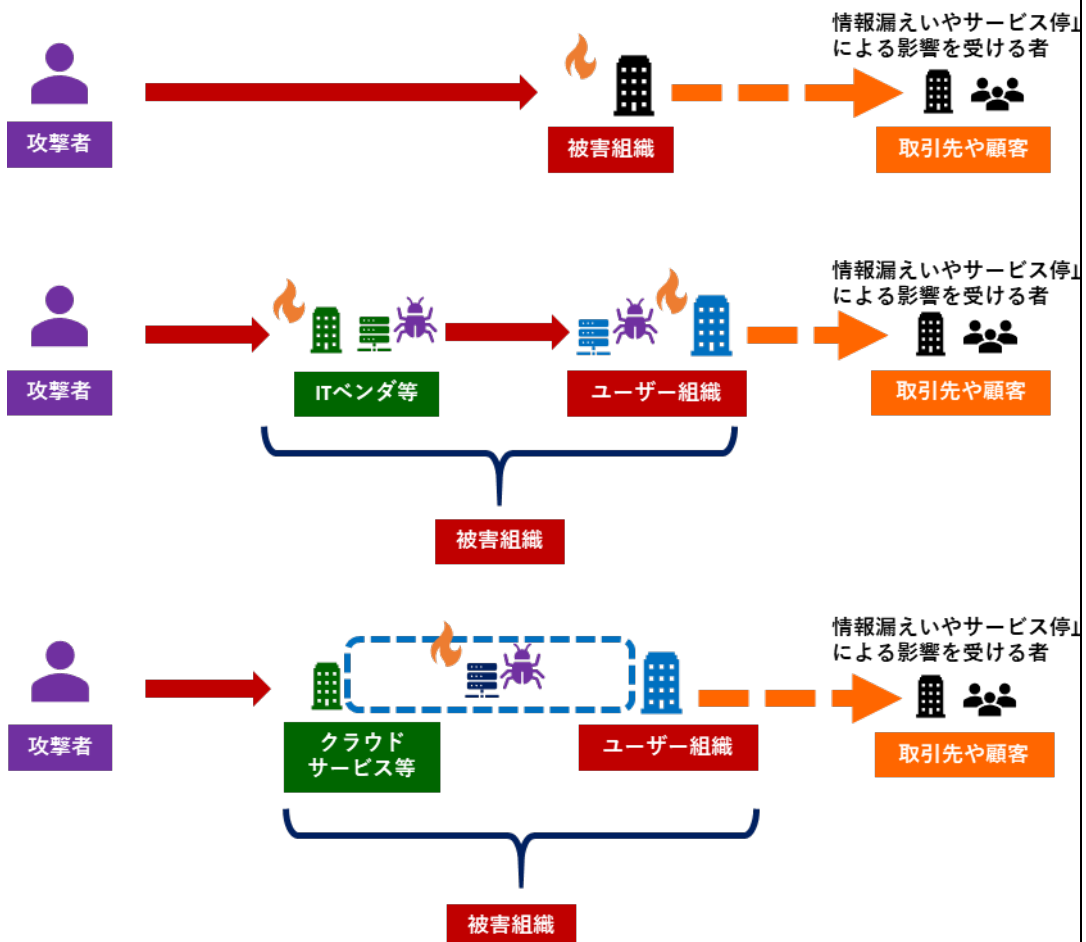 情報漏えいやサービス停止
による影響を受ける者
攻撃者
被害組織
取引先や顧客
情報漏えいやサービス停止
による影響を受ける者
攻撃者
ITベンダ等
ユーザー組織
取引先や顧客
被害組織
情報漏えいやサービス停止
による影響を受ける者
攻撃者
クラウド
サービス等
ユーザー組織
取引先や顧客
被害組織